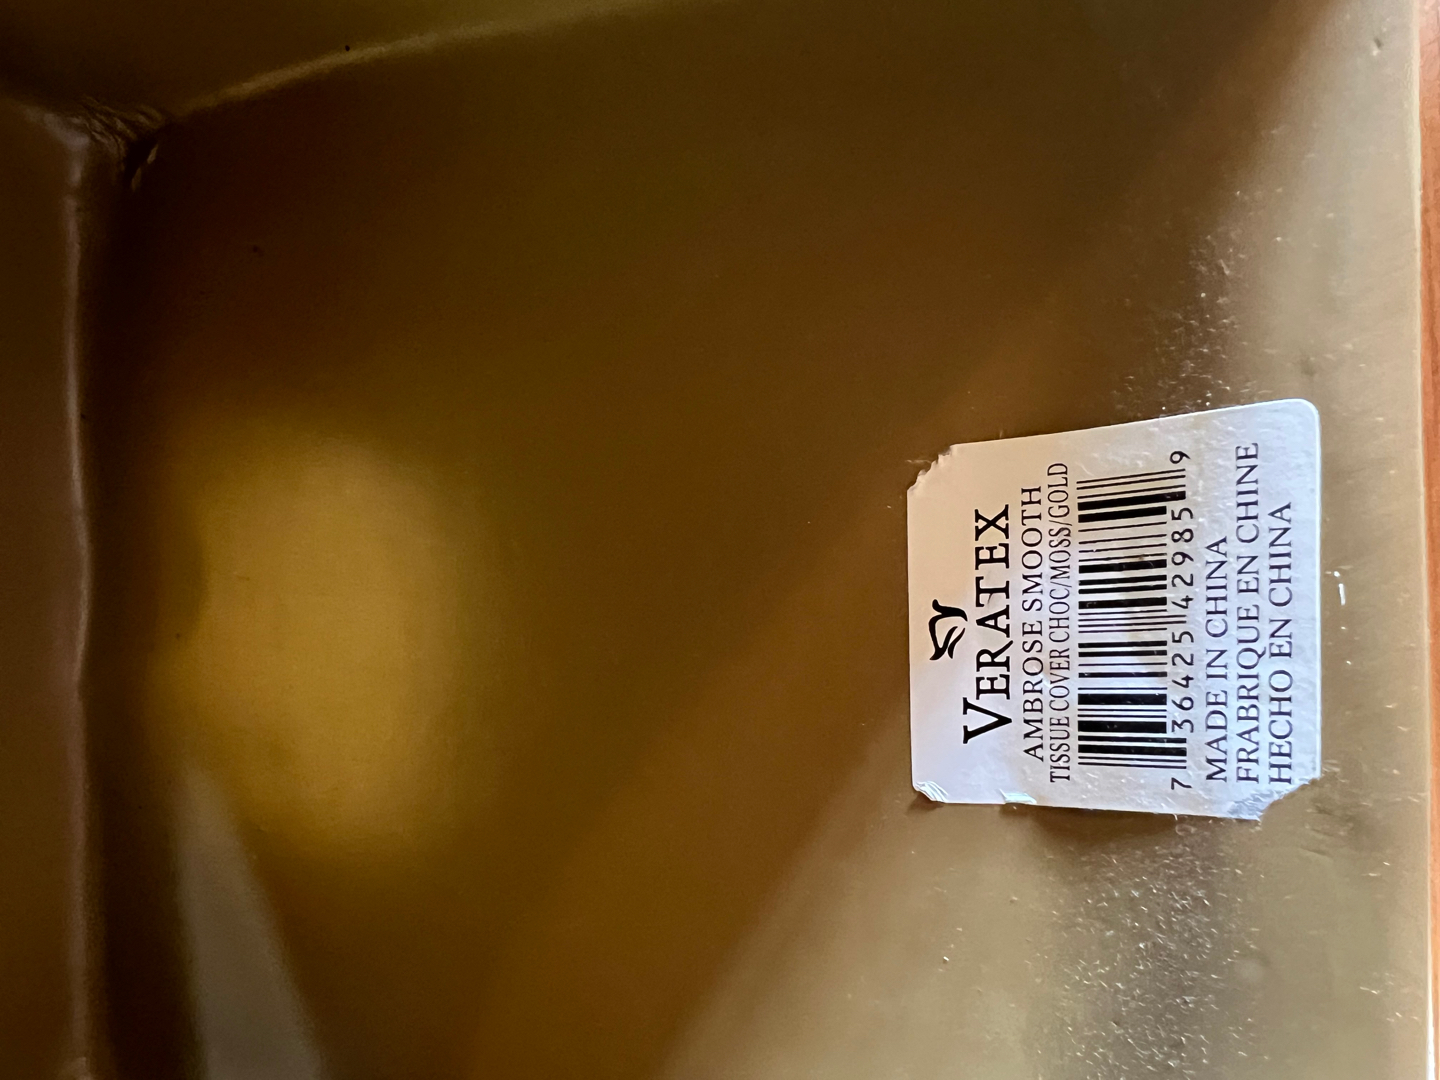 VERATEX
AMBROSE SMOOTH
TISSUE COVER CHOC/MOSS/GOLD
7 36425 42985 9
MADE IN CHINA
FRABRIQUE EN CHINE
HECHO EN CHINA